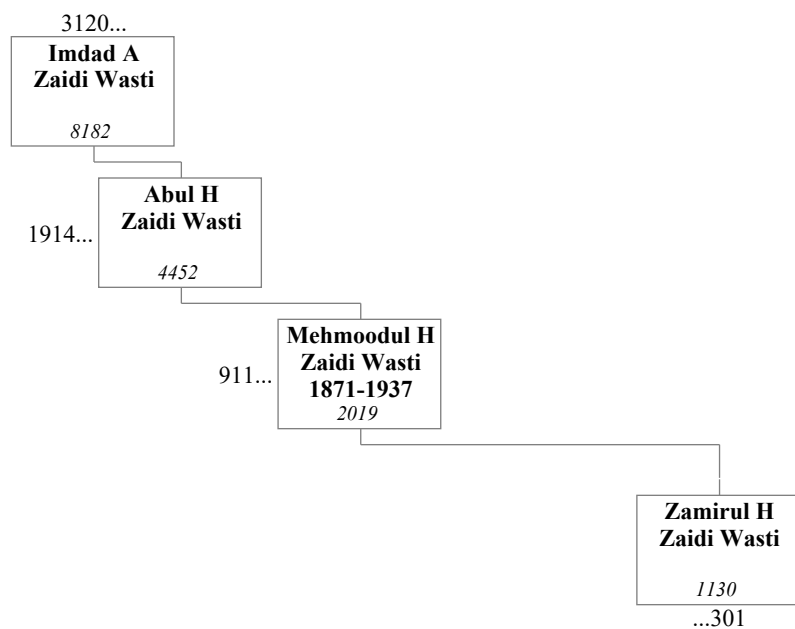 3120...
Imdad A
Zaidi Wasti
8182
Abul H
Zaidi Wasti
1914...
4452
Mehmoodul H
Zaidi Wasti
911...
1871-1937
2019
Zamirul H
Zaidi Wasti
1130
...301